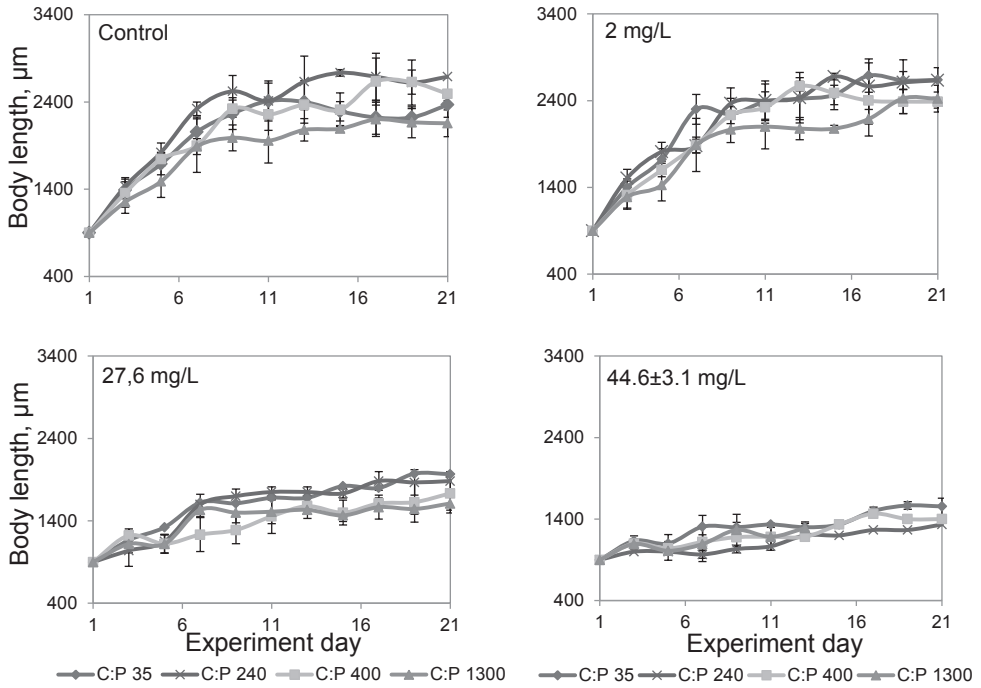 3400
Control
2400
1400
400
1 6 11 16 21
Body length, µm
3400
2 mg/L
2400
1400
400
1 6 11 16 21
3400
27,6 mg/L
2400
1400
400
1 6 11 16 21
Body length, µm
Experiment day
C:P 35 C:P 240 C:P 400 C:P 1300
3400
44.6±3.1 mg/L
2400
1400
400
1 6 11 16 21
Experiment day
C:P 35 C:P 240 C:P 400 C:P 1300